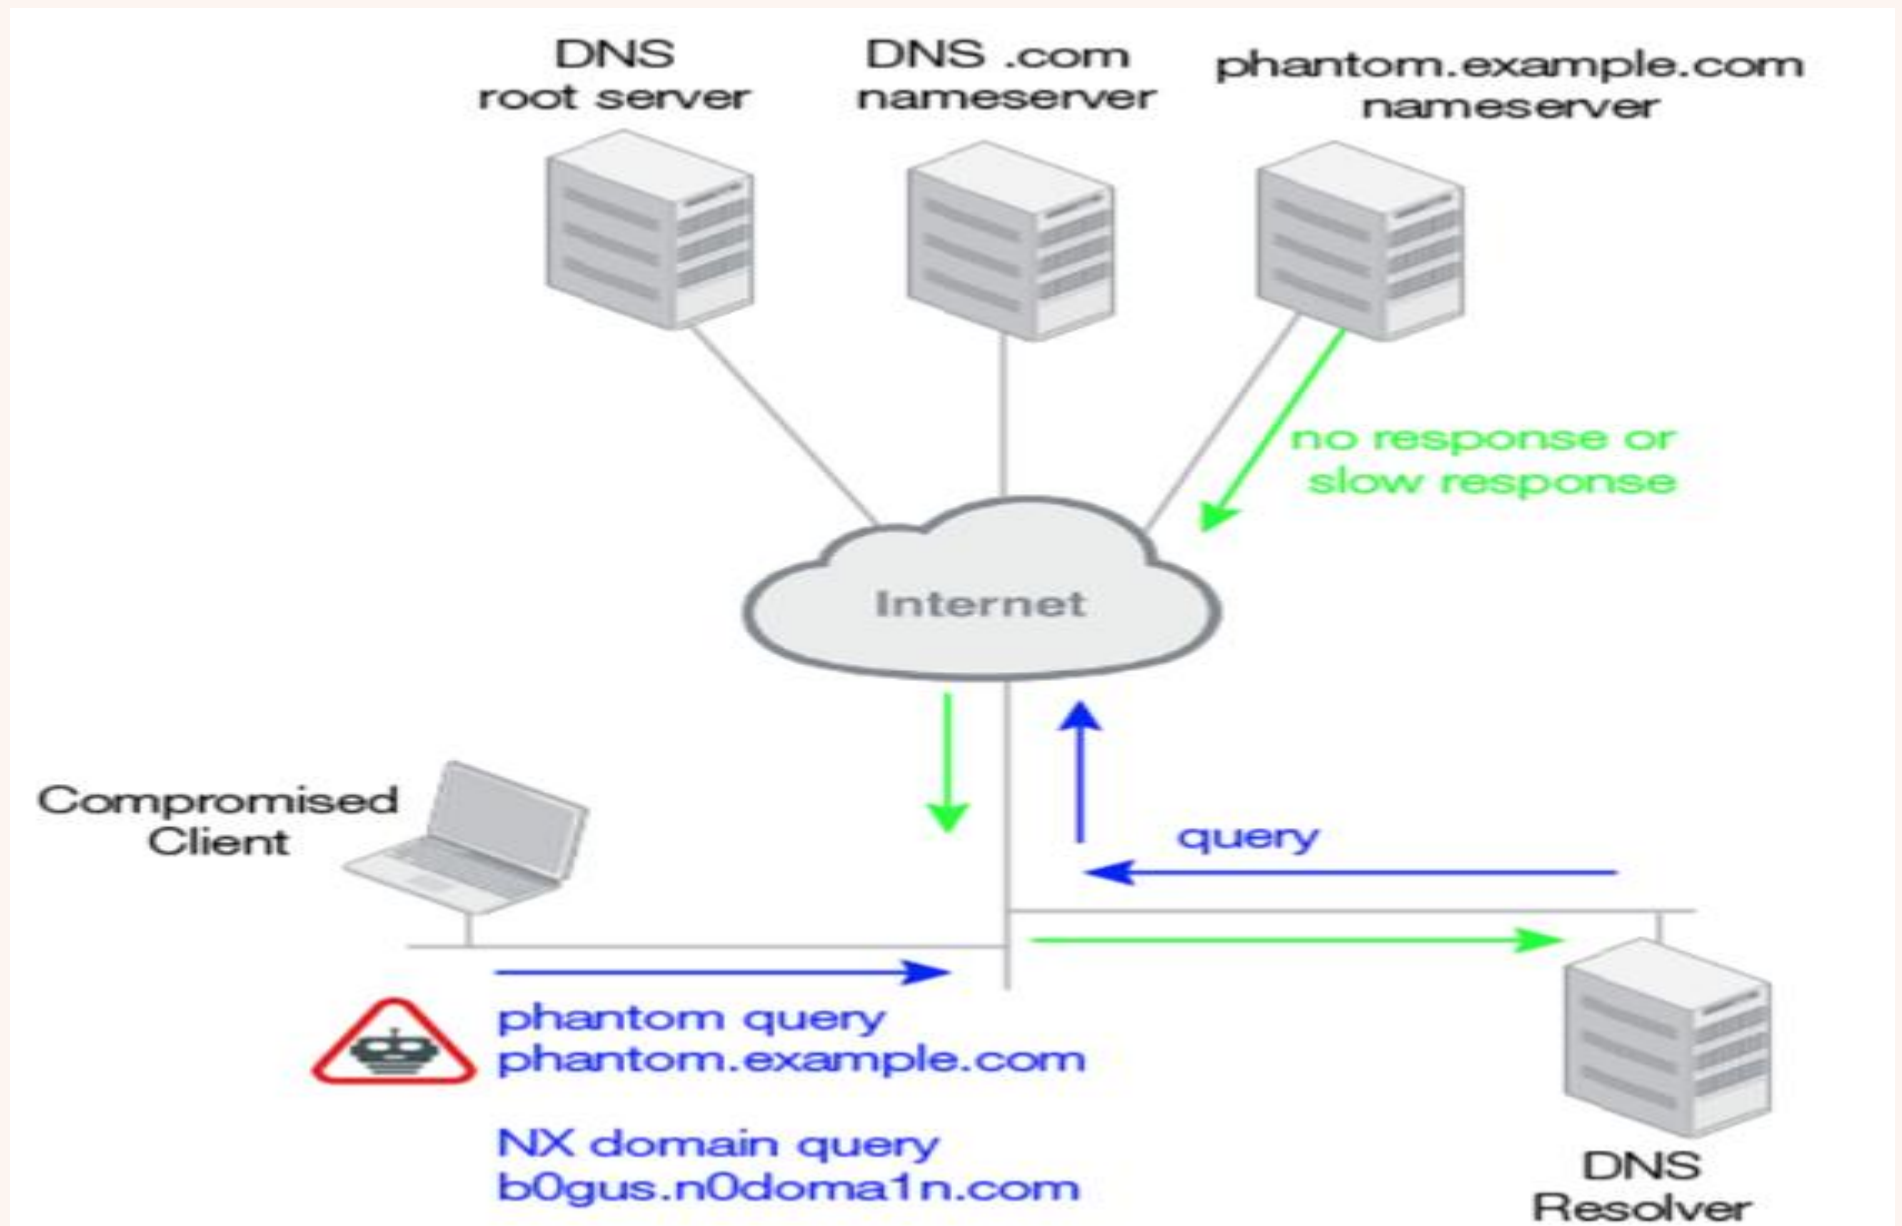 DNS
root server
DNS .com
nameserver
phantom.example.com
nameserver
no response or
slow response
Internet
Compromised
Client
query
phantom query
phantom.example.com
NX domain query
b0gus.n0doma1n.com
DNS
Resolver